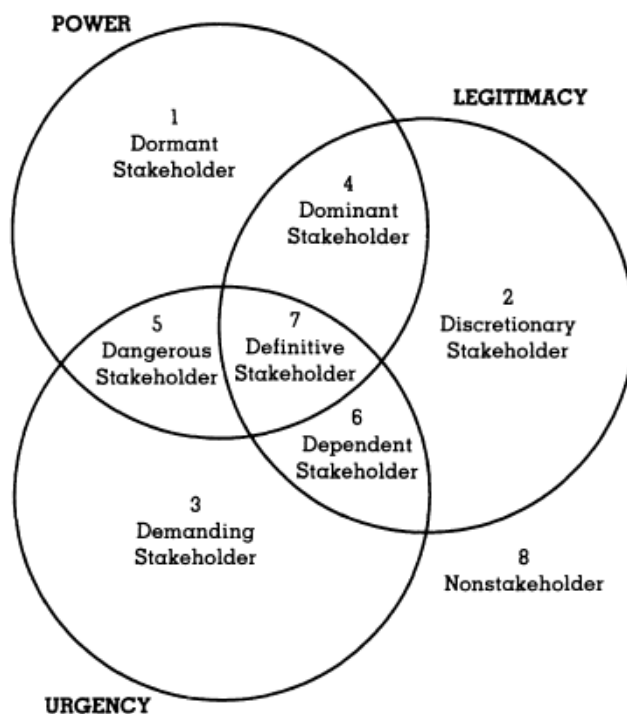 POWER
LEGITIMACY
1
Dormant
Stakeholder
4
Dominant
Stakeholder
2
Discretionary
Stakeholder
5
Dangerous
Stakeholder
7
Definitive
Stakeholder
6
Dependent
Stakeholder
3
Demanding
Stakeholder
8
Nonstakeholder
URGENCY